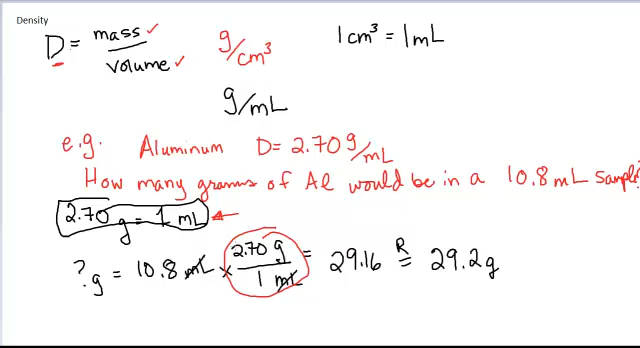 Density
D = mass / volume g/cm³ 1 cm³ = 1 mL
g/mL
e.g. Aluminum D = 2.70 g/mL
How many grams of Al would be in a 10.8 mL sample?
2.70 g = 1 mL
? g = 10.8 mL × 2.70 g / 1 mL = 29.16 R = 29.2 g